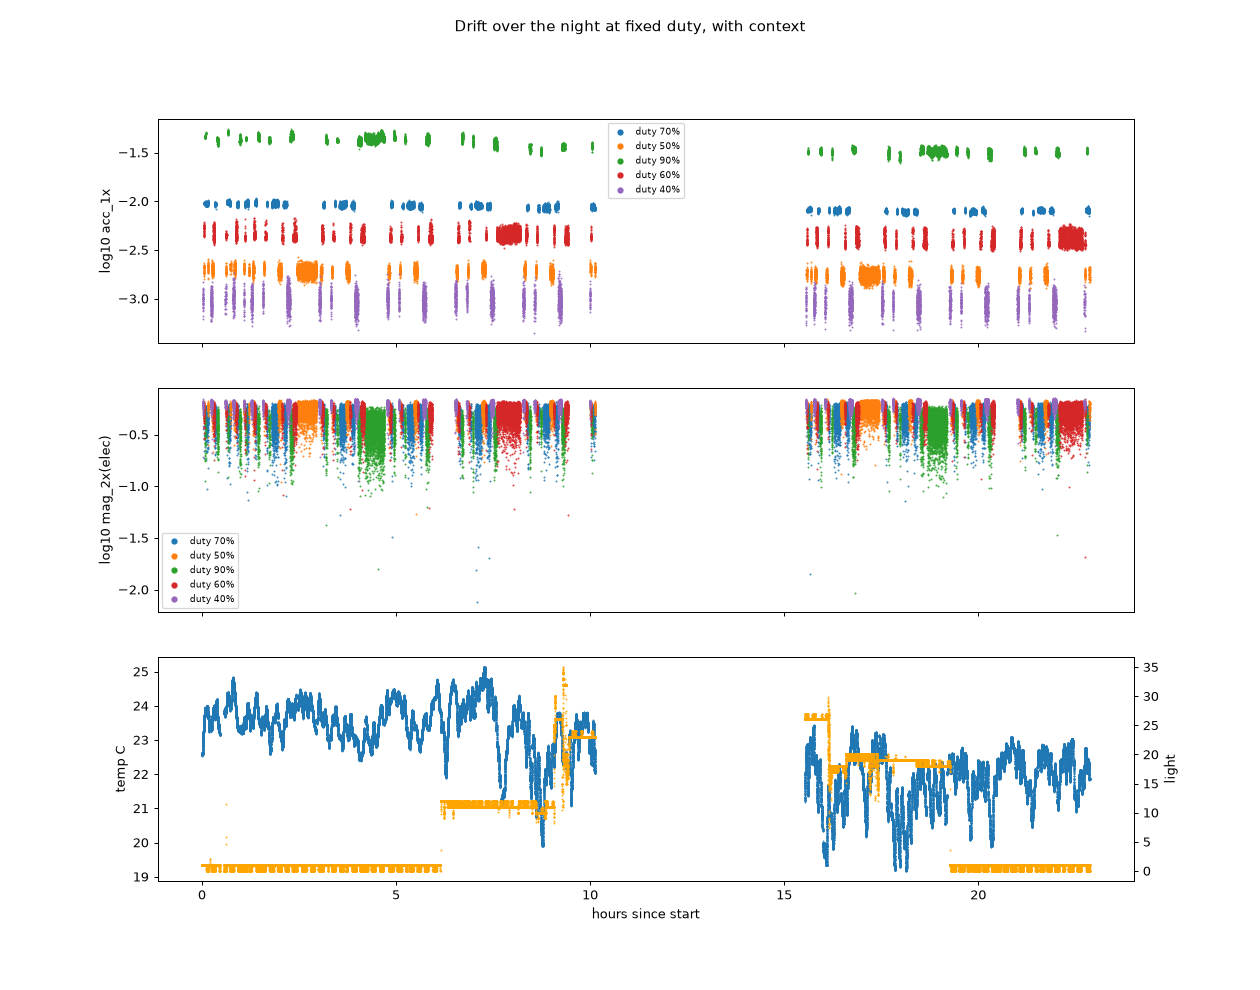 Drift over the night at fixed duty, with context
log10 acc_1x
−1.5
−2.0
−2.5
−3.0
duty 70%
duty 50%
duty 90%
duty 60%
duty 40%
log10 mag_2x(elec)
−0.5
−1.0
−1.5
−2.0
duty 70%
duty 50%
duty 90%
duty 60%
duty 40%
temp C
25
24
23
22
21
20
19
35
30
25
20
15
10
5
0
light
0 5 10 15 20
hours since start